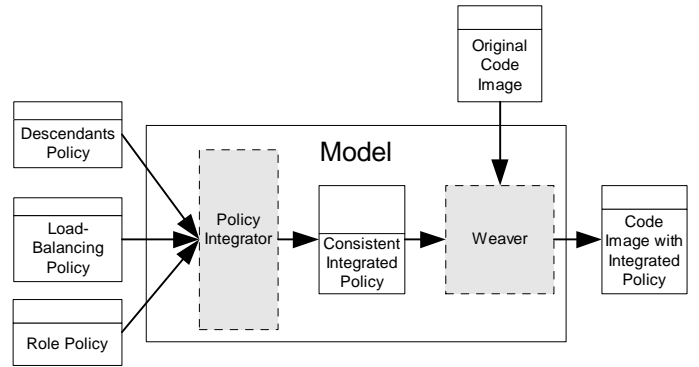 Original
Code
Image
Descendants
Policy
Model
Load-
Balancing
Policy
Policy
Integrator
Consistent
Integrated
Policy
Weaver
Code
Image with
Integrated
Policy
Role Policy